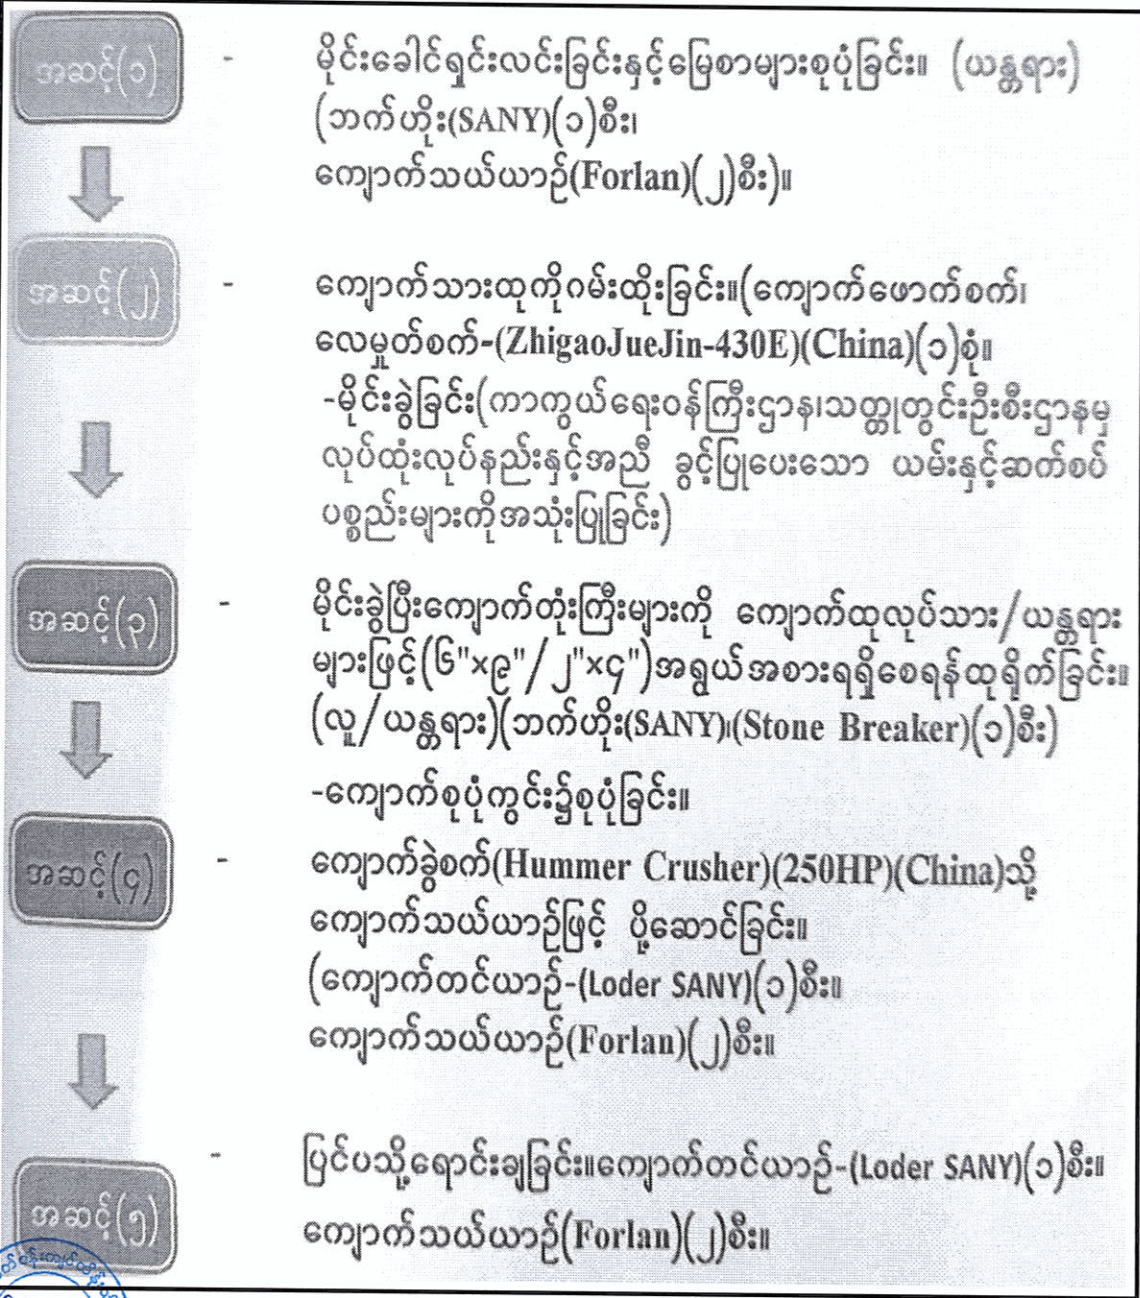 အဆင့်(၁)
- မိုင်းခေါင်ရှင်းလင်းခြင်းနှင့်မြေစာများစုပုံခြင်း။ (ယန္တရား)
(ဘက်ဟိုး(SANY)(၁)စီး၊
ကျောက်သယ်ယာဉ်(Forlan)(၂)စီး)။
အဆင့်(၂)
- ကျောက်သားထုကိုဂမ်းထိုးခြင်း။(ကျောက်ဖောက်စက်၊
လေမှုတ်စက်-(ZhigaoJueJin-430E)(China)(၁)စုံ။
-မိုင်းခွဲခြင်း(ကာကွယ်ရေးဝန်ကြီးဌာန၊သတ္တုတွင်းဦးစီးဌာနမှ
လုပ်ထုံးလုပ်နည်းနှင့်အညီ ခွင့်ပြုပေးသော ယမ်းနှင့်ဆက်စပ်
ပစ္စည်းများကိုအသုံးပြုခြင်း)
အဆင့်(၃)
- မိုင်းခွဲပြီးကျောက်တုံးကြီးများကို ကျောက်ထုလုပ်သား/ယန္တရား
များဖြင့်(၆"×၉"/၂"×၄")အရွယ်အစားရရှိစေရန်ထုရိုက်ခြင်း။
(လူ/ယန္တရား)(ဘက်ဟိုး(SANY)၊(Stone Breaker)(၁)စီး)
-ကျောက်စုပုံကွင်း၌စုပုံခြင်း။
အဆင့်(၄)
- ကျောက်ခွဲစက်(Hummer Crusher)(250HP)(China)သို့
ကျောက်သယ်ယာဉ်ဖြင့် ပို့ဆောင်ခြင်း။
(ကျောက်တင်ယာဉ်-(Loder SANY)(၁)စီး။
ကျောက်သယ်ယာဉ်(Forlan)(၂)စီး။
အဆင့်(၅)
- ပြင်ပသို့ရောင်းချခြင်း။ကျောက်တင်ယာဉ်-(Loder SANY)(၁)စီး။
ကျောက်သယ်ယာဉ်(Forlan)(၂)စီး။